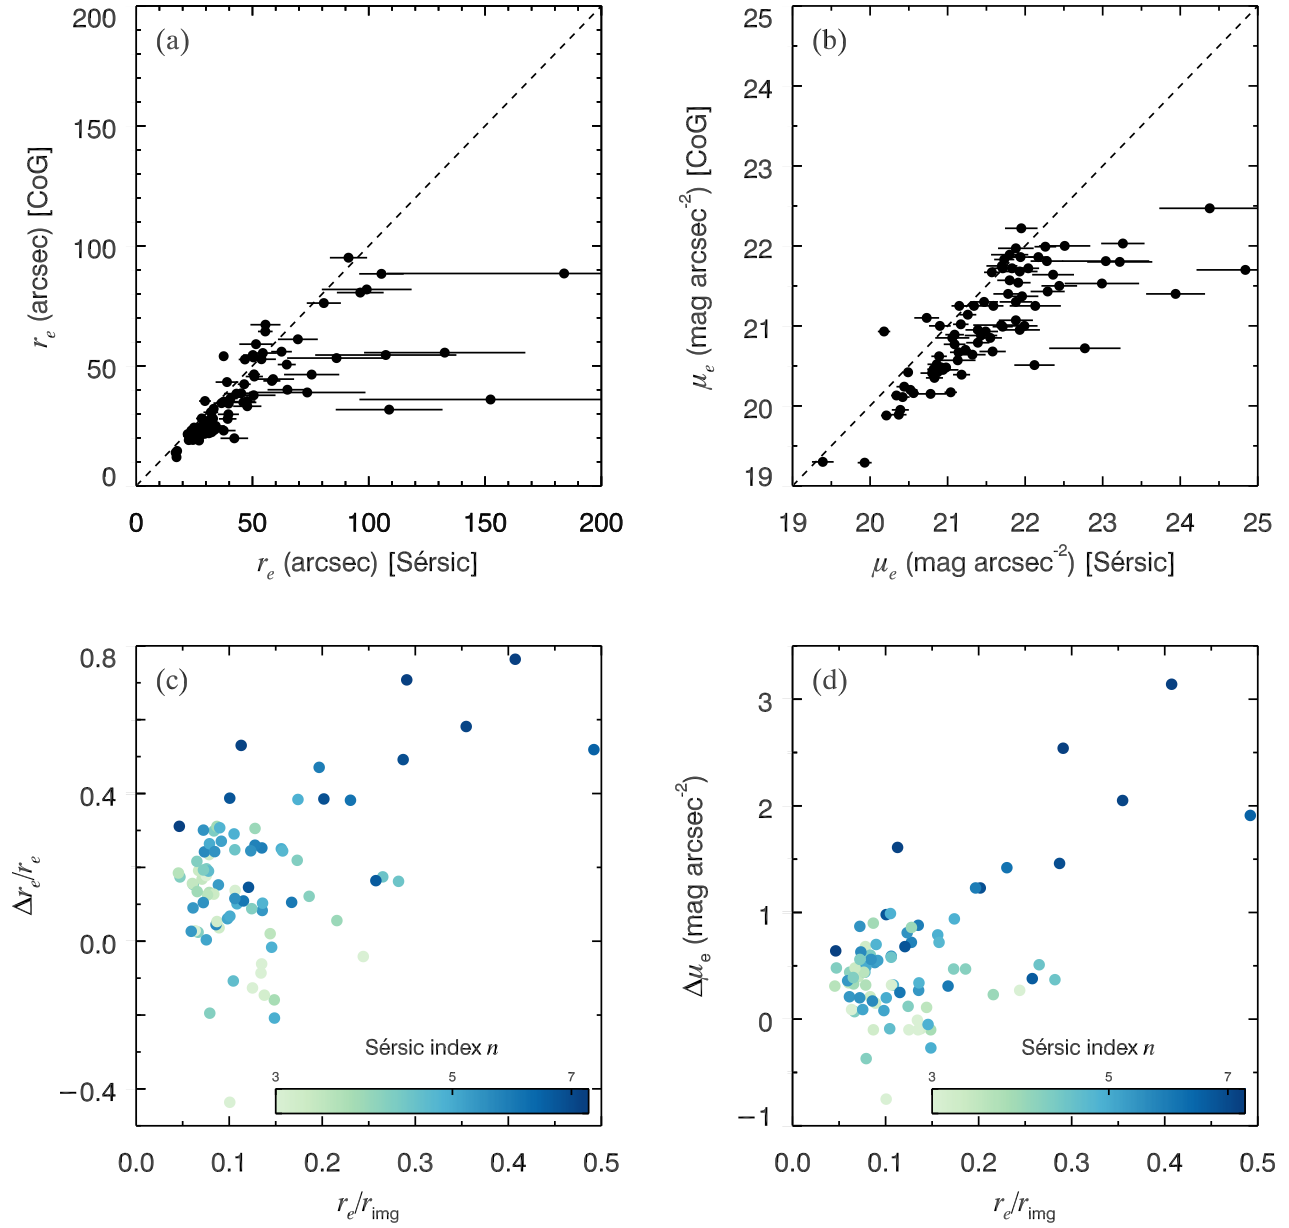 (a)
200
150
100
50
0
0 50 100 150 200
r_e (arcsec) [CoG]
r_e (arcsec) [Sérsic]
(b)
25
24
23
22
21
20
19
19 20 21 22 23 24 25
μ_e (mag arcsec⁻²) [CoG]
μ_e (mag arcsec⁻²) [Sérsic]
(c)
0.8
0.4
0.0
−0.4
Δr_e/r_e
Sérsic index n
3 5 7
0.0 0.1 0.2 0.3 0.4 0.5
r_e/r_img
(d)
3
2
1
0
−1
Δμ_e (mag arcsec⁻²)
Sérsic index n
3 5 7
0.0 0.1 0.2 0.3 0.4 0.5
r_e/r_img